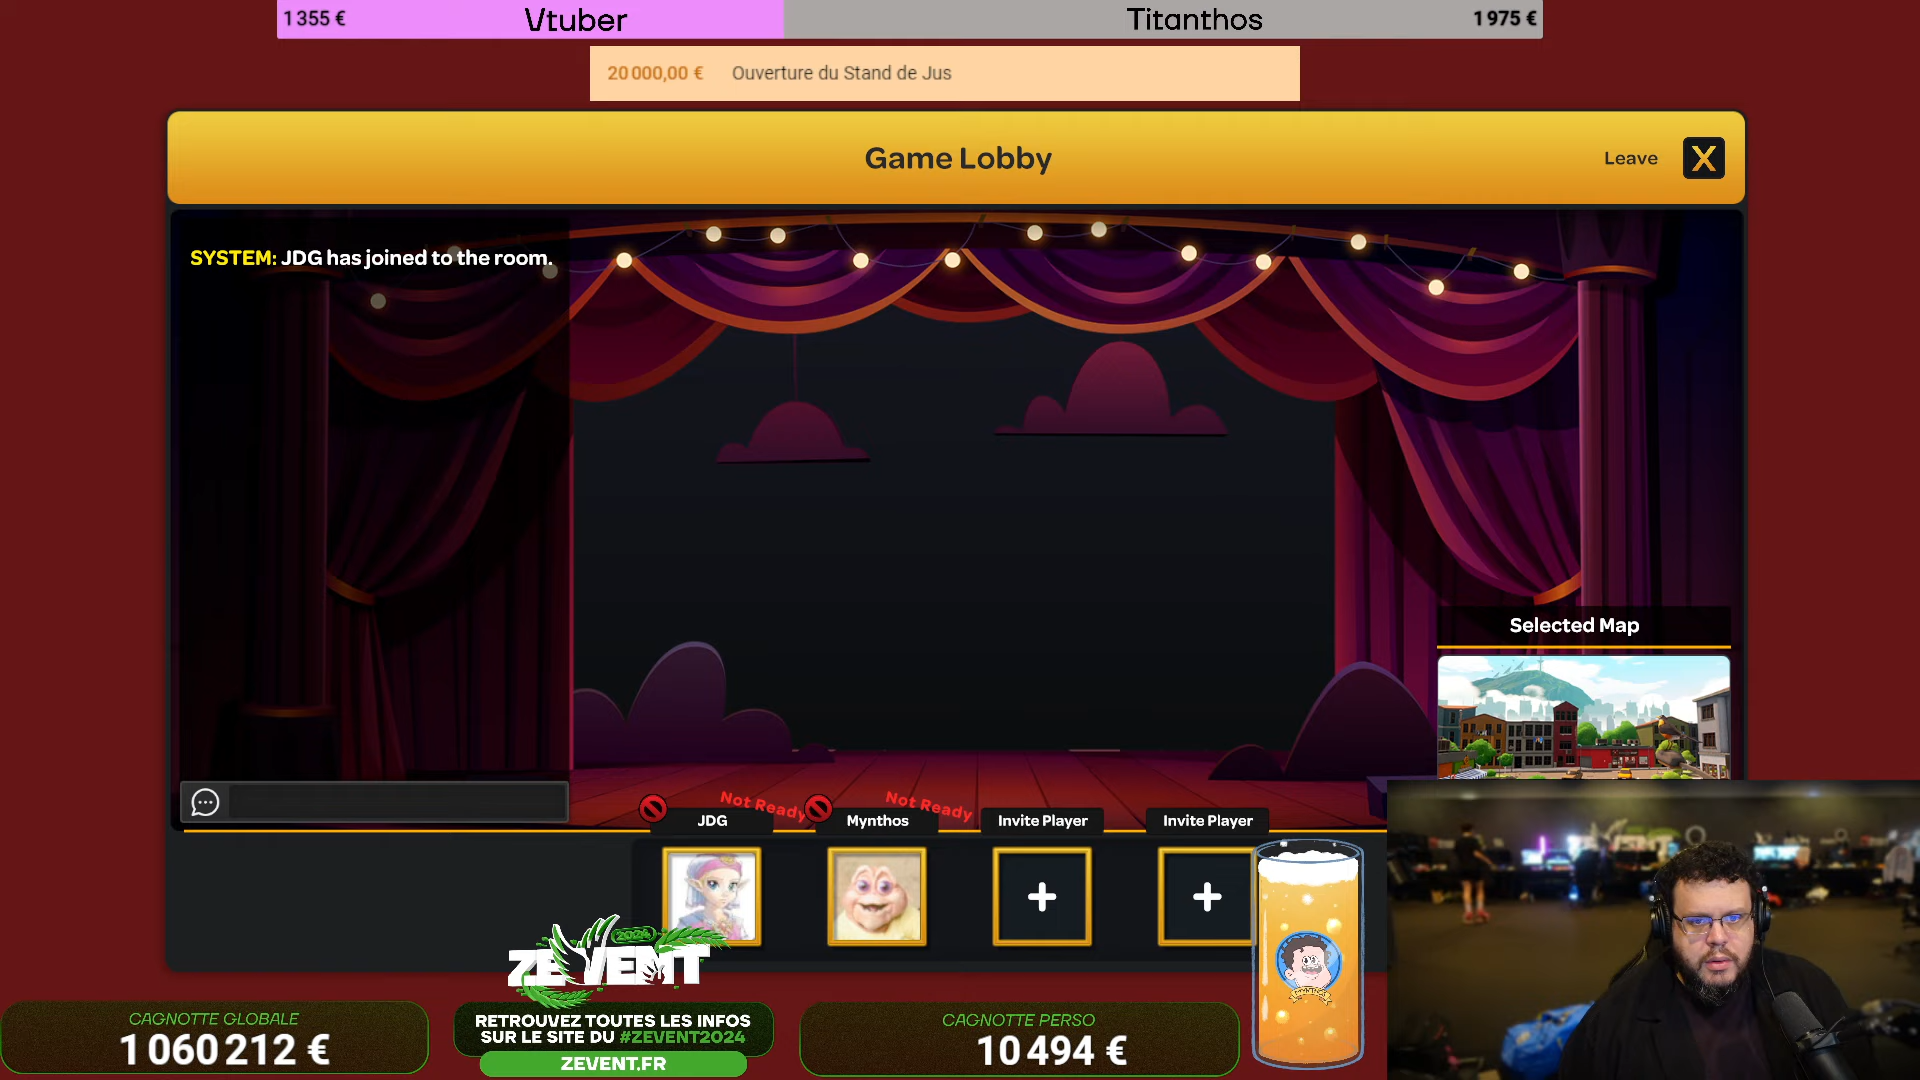 1 355 €
Vtuber
Titanthos
1 975 €
20 000,00 € Ouverture du Stand de Jus
Game Lobby
Leave X
SYSTEM: JDG has joined to the room.
Selected Map
Not Ready
Not Ready
JDG
Mynthos
Invite Player
Invite Player
2024
ZEVENT
CAGNOTTE GLOBALE
1 060 212 €
RETROUVEZ TOUTES LES INFOS
SUR LE SITE DU #ZEVENT2024
ZEVENT.FR
CAGNOTTE PERSO
10 494 €
MYNTHOS